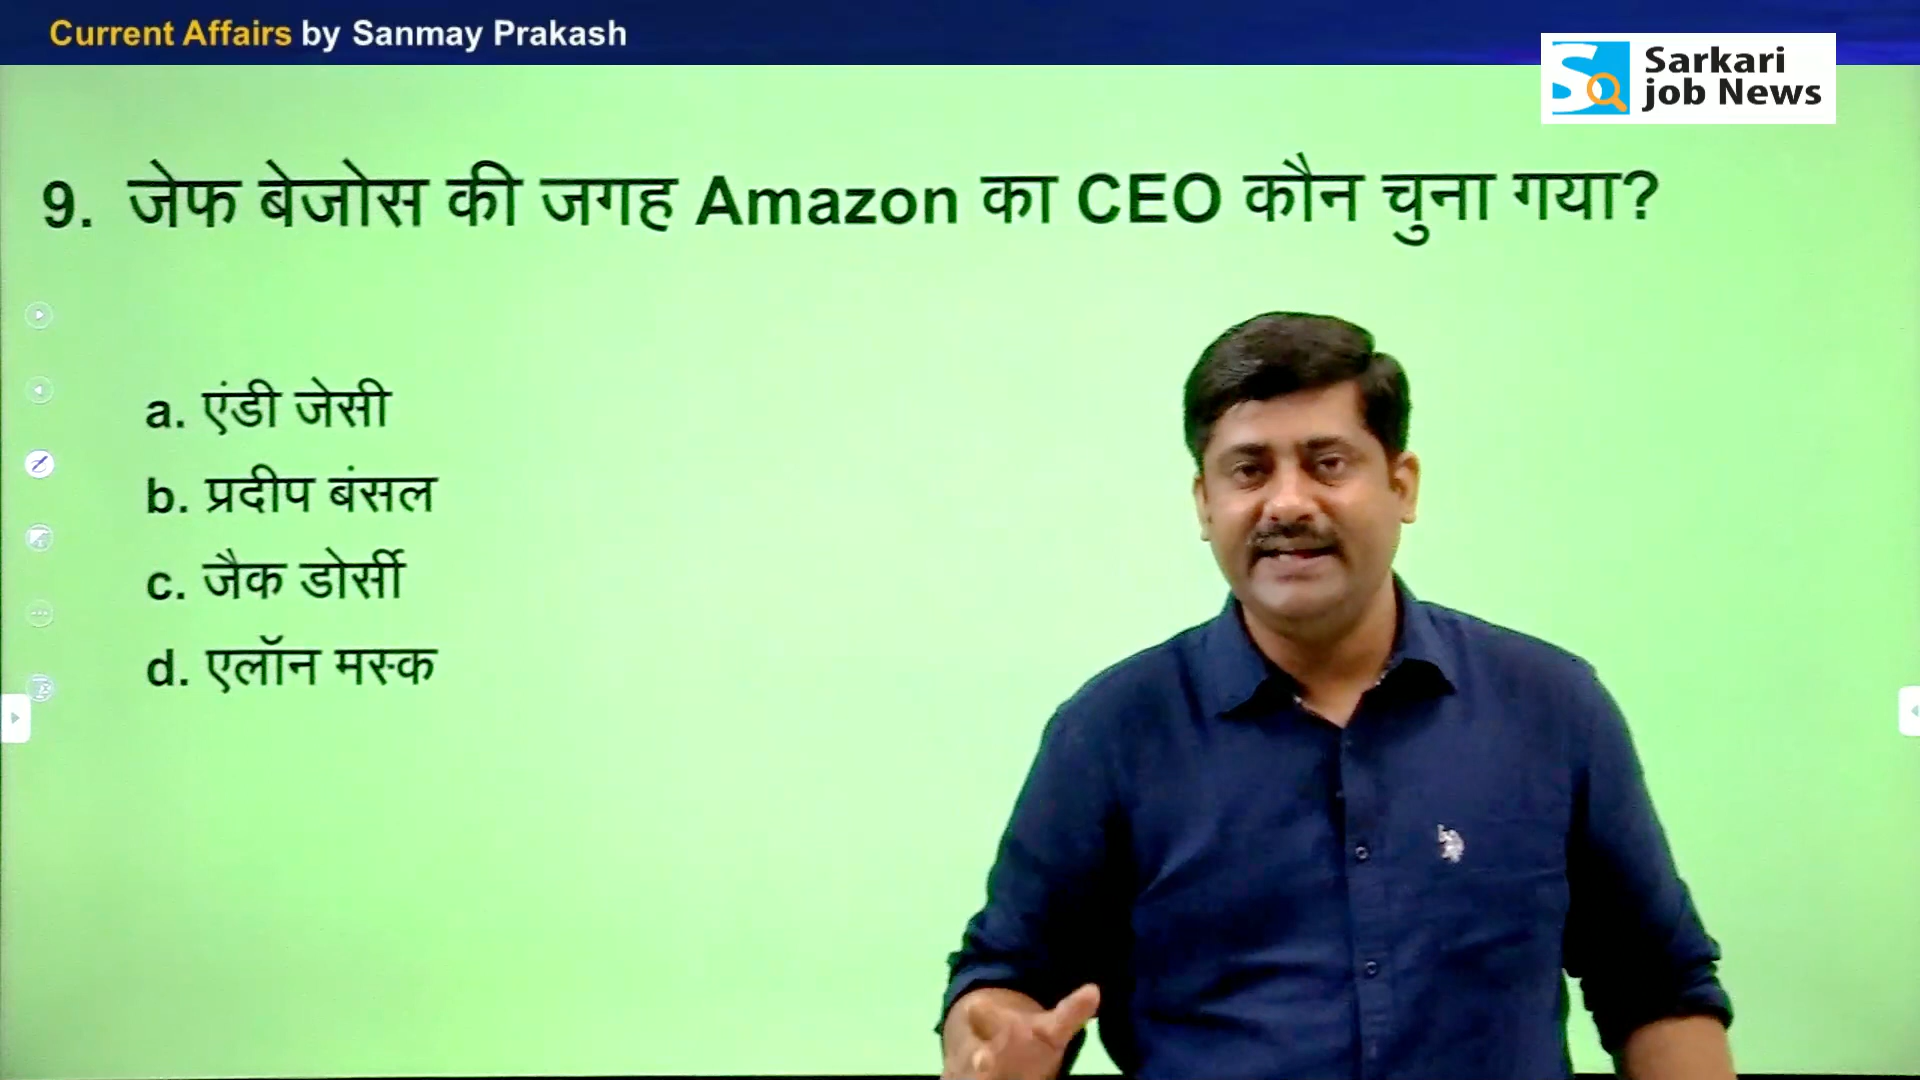 Current Affairs by Sanmay Prakash
Sarkari
job News
9. जेफ बेजोस की जगह Amazon का CEO कौन चुना गया?
a. एंडी जेसी
b. प्रदीप बंसल
c. जैक डोर्सी
d. एलॉन मस्क